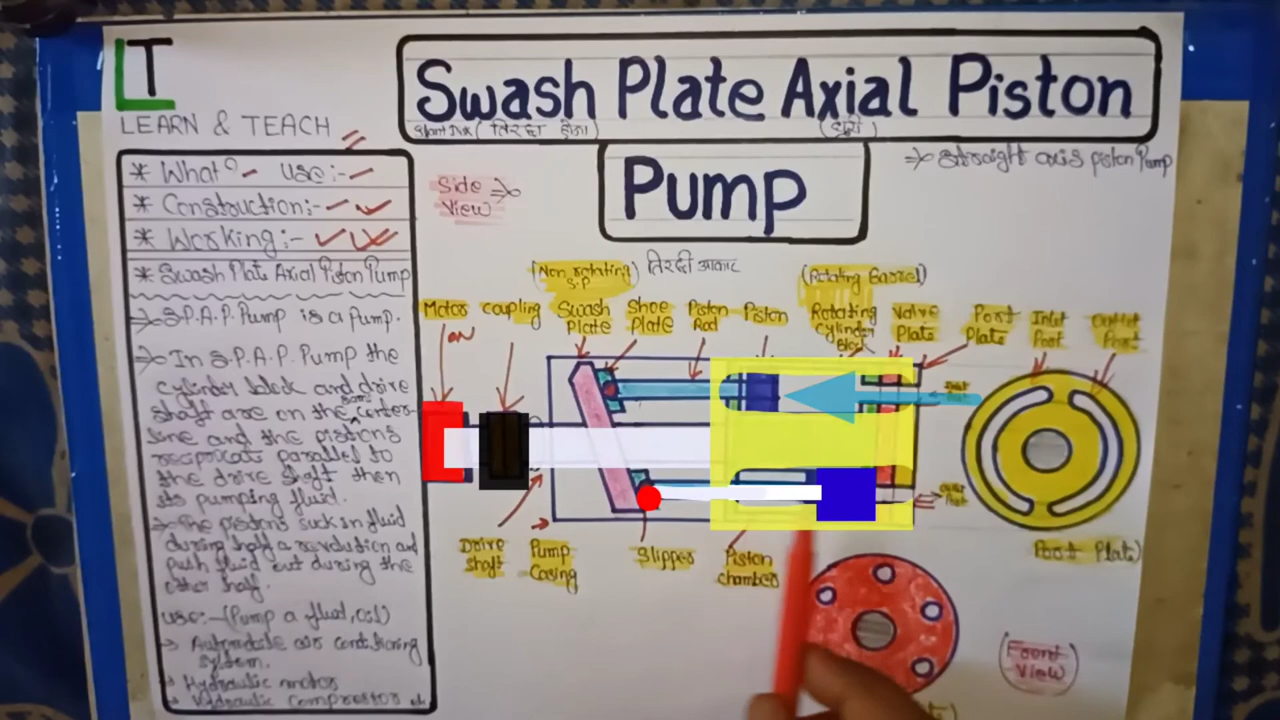 LT
LEARN & TEACH
Swash Plate Axial Piston
Pump
=> straight axis piston Pump
* What? use:-
* Construction:-
* Working:-
* Swash Plate Axial Piston Pump
=> S.P.A.P. Pump is a Pump.
=> In S.P.A.P. Pump the
cylinder block and drive
shaft are on the same center-
line and the pistons
reciprocate parallel to
the drive shaft then
its pumping fluid.
=> The pistons suck in fluid
during half a revolution and
push fluid out during the
other half.
use:- (Pump a fluid, oil)
-> Automobile air conditioning
system.
-> Hydraulic motor
-> Hydraulic compressor etc
Side
View
(Non rotating
S.P)
तिरछी आकार
(Rotating Barrel)
Motor
coupling
Swash
Plate
Shoe
Plate
Piston
Rod
Piston
Rotating
Cylinder
Block
Valve
Plate
Port
Plate
Inlet
Port
Outlet
Port
ON
Drive
shaft
Pump
Casing
Slipper
Piston
chamber
Port Plate)
(Front
View)